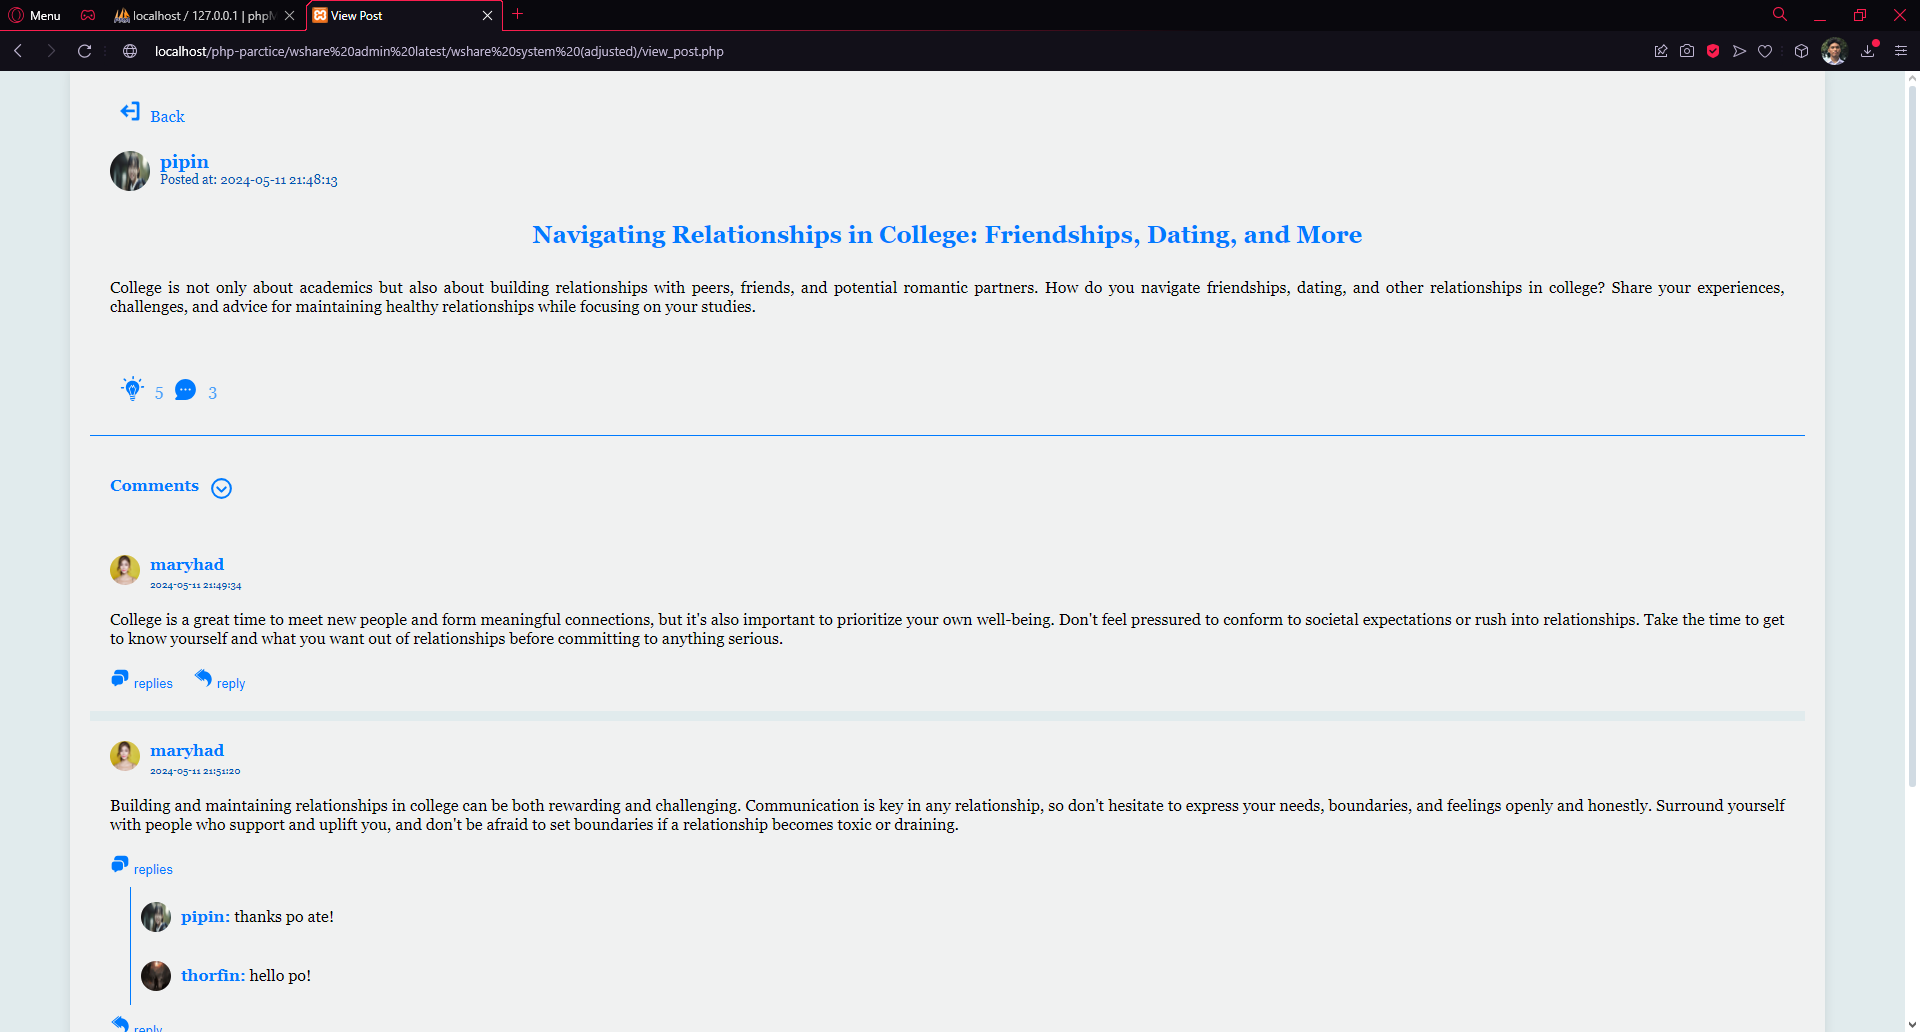 Menu
localhost / 127.0.0.1 | phpM
View Post
localhost/php-parctice/wshare%20admin%20latest/wshare%20system%20(adjusted)/view_post.php
Back
pipin
Posted at: 2024-05-11 21:48:13
Navigating Relationships in College: Friendships, Dating, and More
College is not only about academics but also about building relationships with peers, friends, and potential romantic partners. How do you navigate friendships, dating, and other relationships in college? Share your experiences,
challenges, and advice for maintaining healthy relationships while focusing on your studies.
5 3
Comments
maryhad
2024-05-11 21:49:34
College is a great time to meet new people and form meaningful connections, but it's also important to prioritize your own well-being. Don't feel pressured to conform to societal expectations or rush into relationships. Take the time to get
to know yourself and what you want out of relationships before committing to anything serious.
replies reply
maryhad
2024-05-11 21:51:20
Building and maintaining relationships in college can be both rewarding and challenging. Communication is key in any relationship, so don't hesitate to express your needs, boundaries, and feelings openly and honestly. Surround yourself
with people who support and uplift you, and don't be afraid to set boundaries if a relationship becomes toxic or draining.
replies
pipin: thanks po ate!
thorfin: hello po!
reply